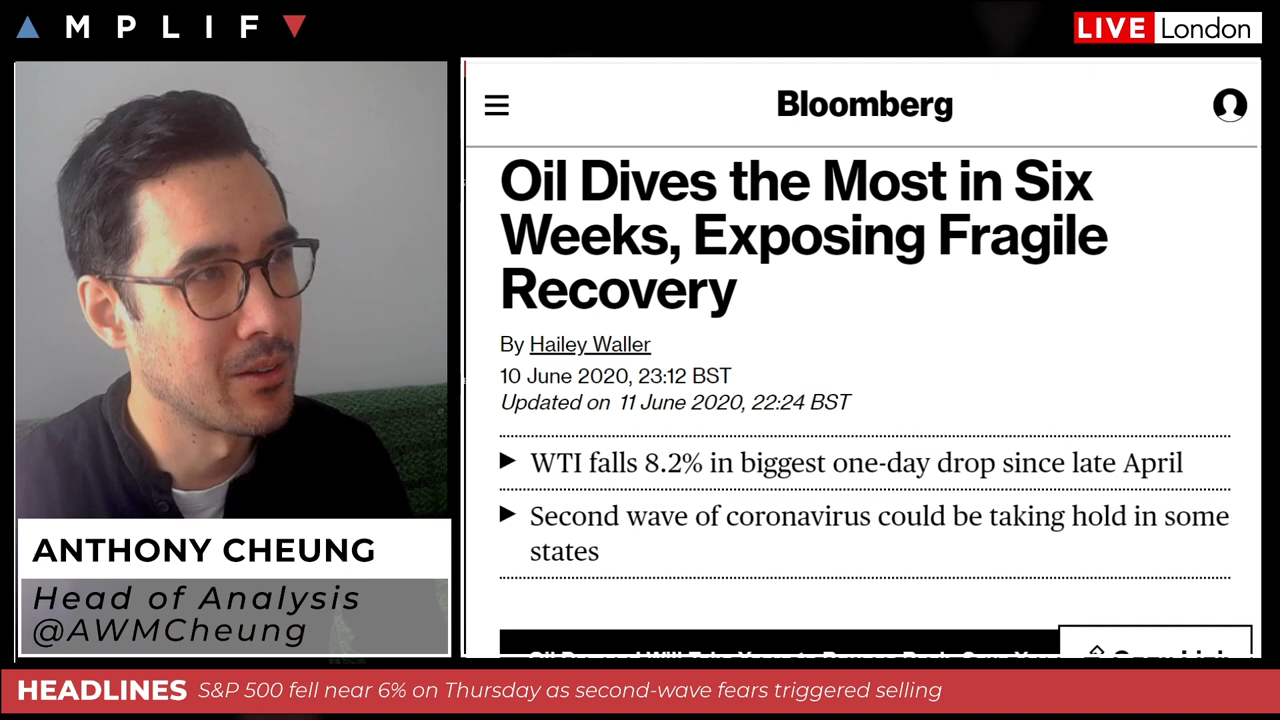 AMPLIFY
LIVE London
Bloomberg
Oil Dives the Most in Six
Weeks, Exposing Fragile
Recovery
By Hailey Waller
10 June 2020, 23:12 BST
Updated on 11 June 2020, 22:24 BST
WTI falls 8.2% in biggest one-day drop since late April
Second wave of coronavirus could be taking hold in some
states
ANTHONY CHEUNG
Head of Analysis
@AWMCheung
HEADLINES S&P 500 fell near 6% on Thursday as second-wave fears triggered selling